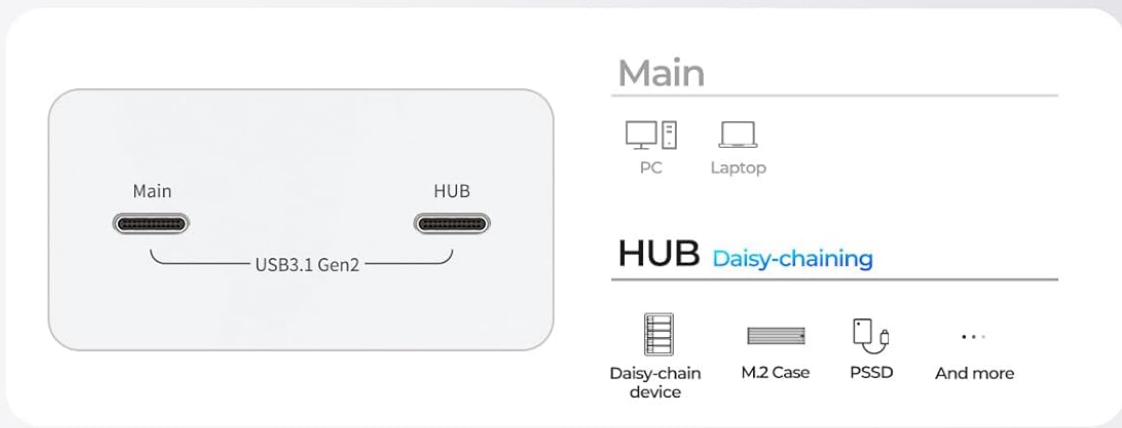 Main
HUB
USB3.1 Gen2
Main
PC
Laptop
HUB Daisy-chaining
Daisy-chain
device
M.2 Case
PSSD
And more